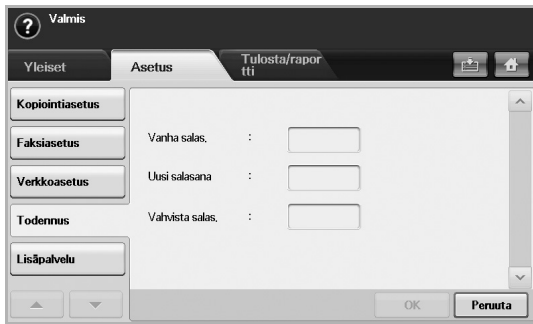 Valmis
Yleiset
Asetus
Tulosta/rapor
tti
Kopiointiasetus
Faksiasetus
Verkkoasetus
Todennus
Lisäpalvelu
Vanha salas, :
Uusi salasana :
Vahvista salas, :
OK
Peruuta